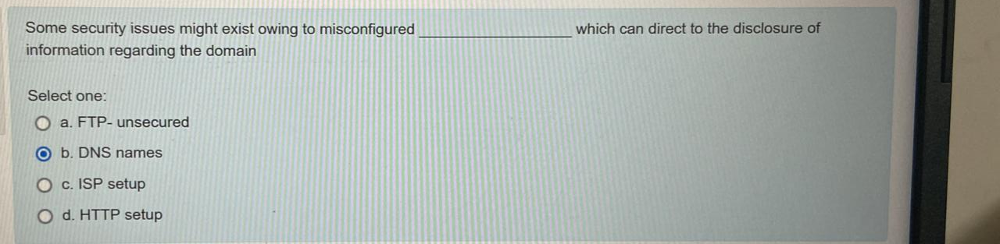 Some security issues might exist owing to misconfigured ____________________ which can direct to the disclosure of
information regarding the domain
Select one:
a. FTP- unsecured
b. DNS names
c. ISP setup
d. HTTP setup